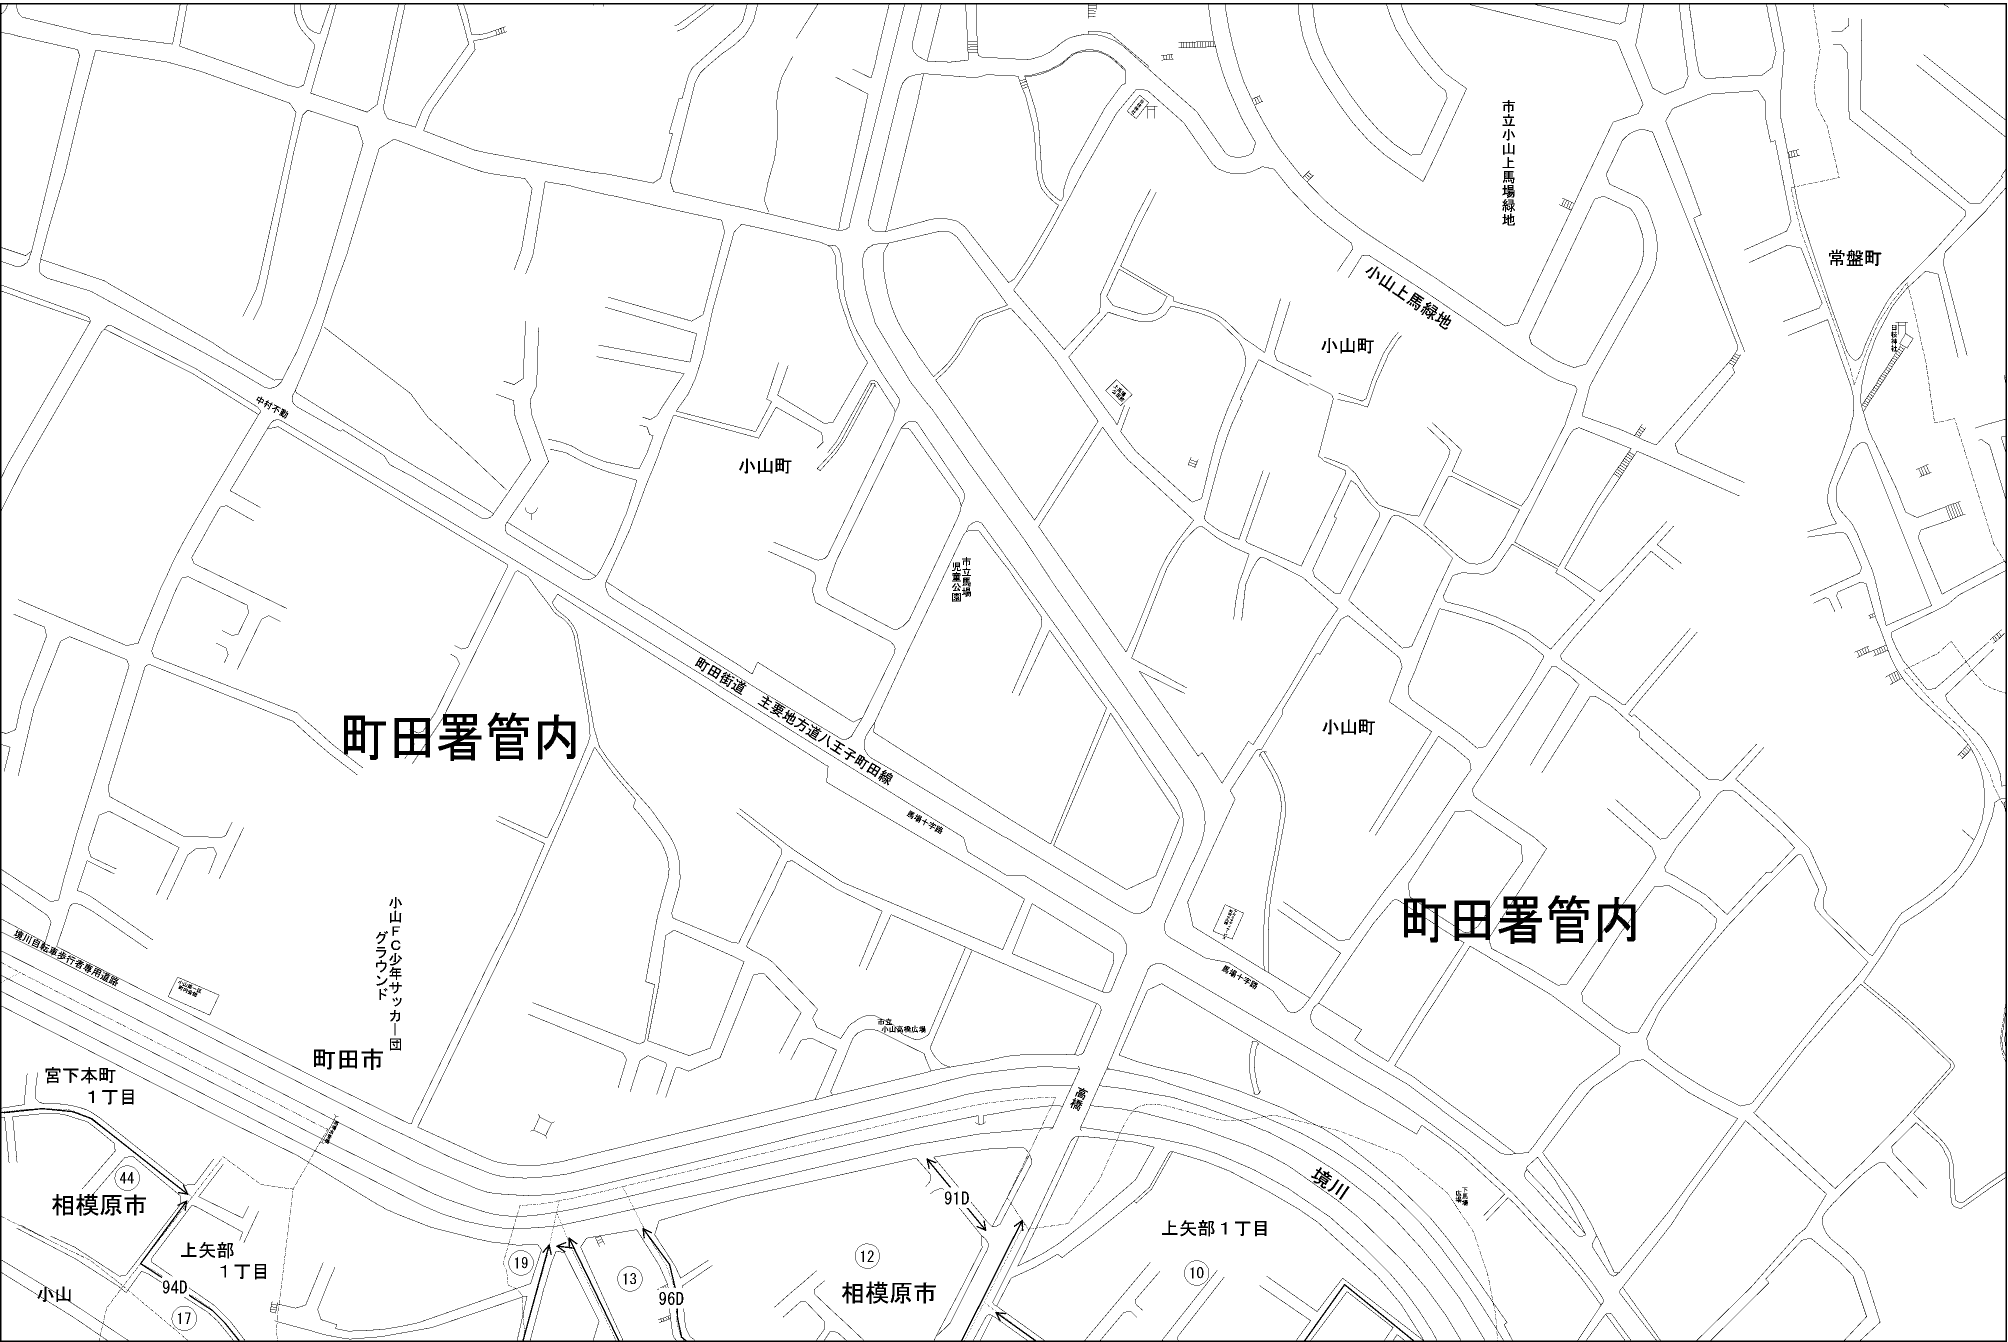 市立小山上馬場緑地
常盤町
小山上馬緑地
小山町
日枝神社
中村不動
小山町
市立馬場
児童公園
町田街道　主要地方道八王子町田線
小山町
町田署管内
馬場十字路
町田署管内
小山ＦＣ少年サッカー団
グラウンド
境川自転車歩行者専用道路
馬場十字路
市立
小山高橋広場
町田市
宮下本町
１丁目
高橋
44
相模原市
境川
下馬場
広場
91D
上矢部
１丁目
上矢部１丁目
19
13
12
10
94D
小山
96D
相模原市
17